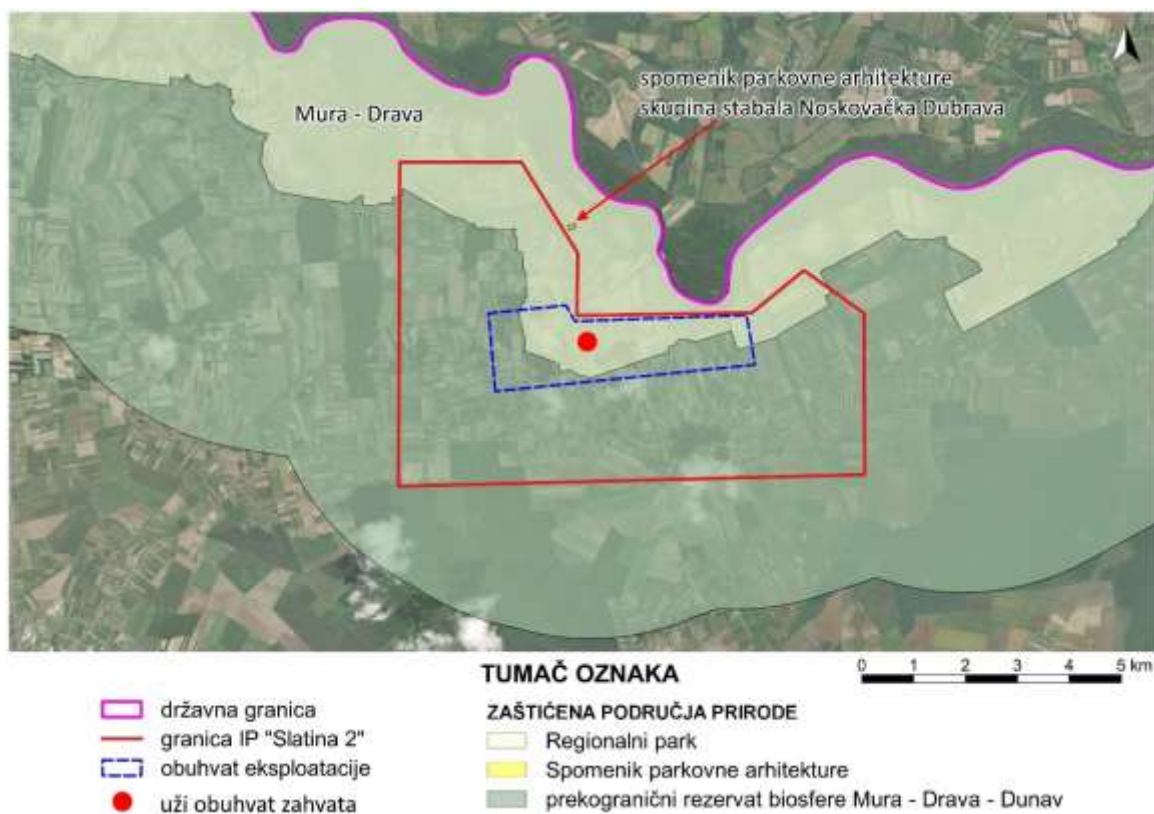 spomenik parkovne arhitekture
skupina stabala Noskovačka Dubrava
Mura - Drava
TUMAČ OZNAKA
0 1 2 3 4 5 km
državna granica
granica IP "Slatina 2"
obuhvat eksploatacije
uži obuhvat zahvata
ZAŠTIĆENA PODRUČJA PRIRODE
Regionalni park
Spomenik parkovne arhitekture
prekogranični rezervat biosfere Mura - Drava - Dunav